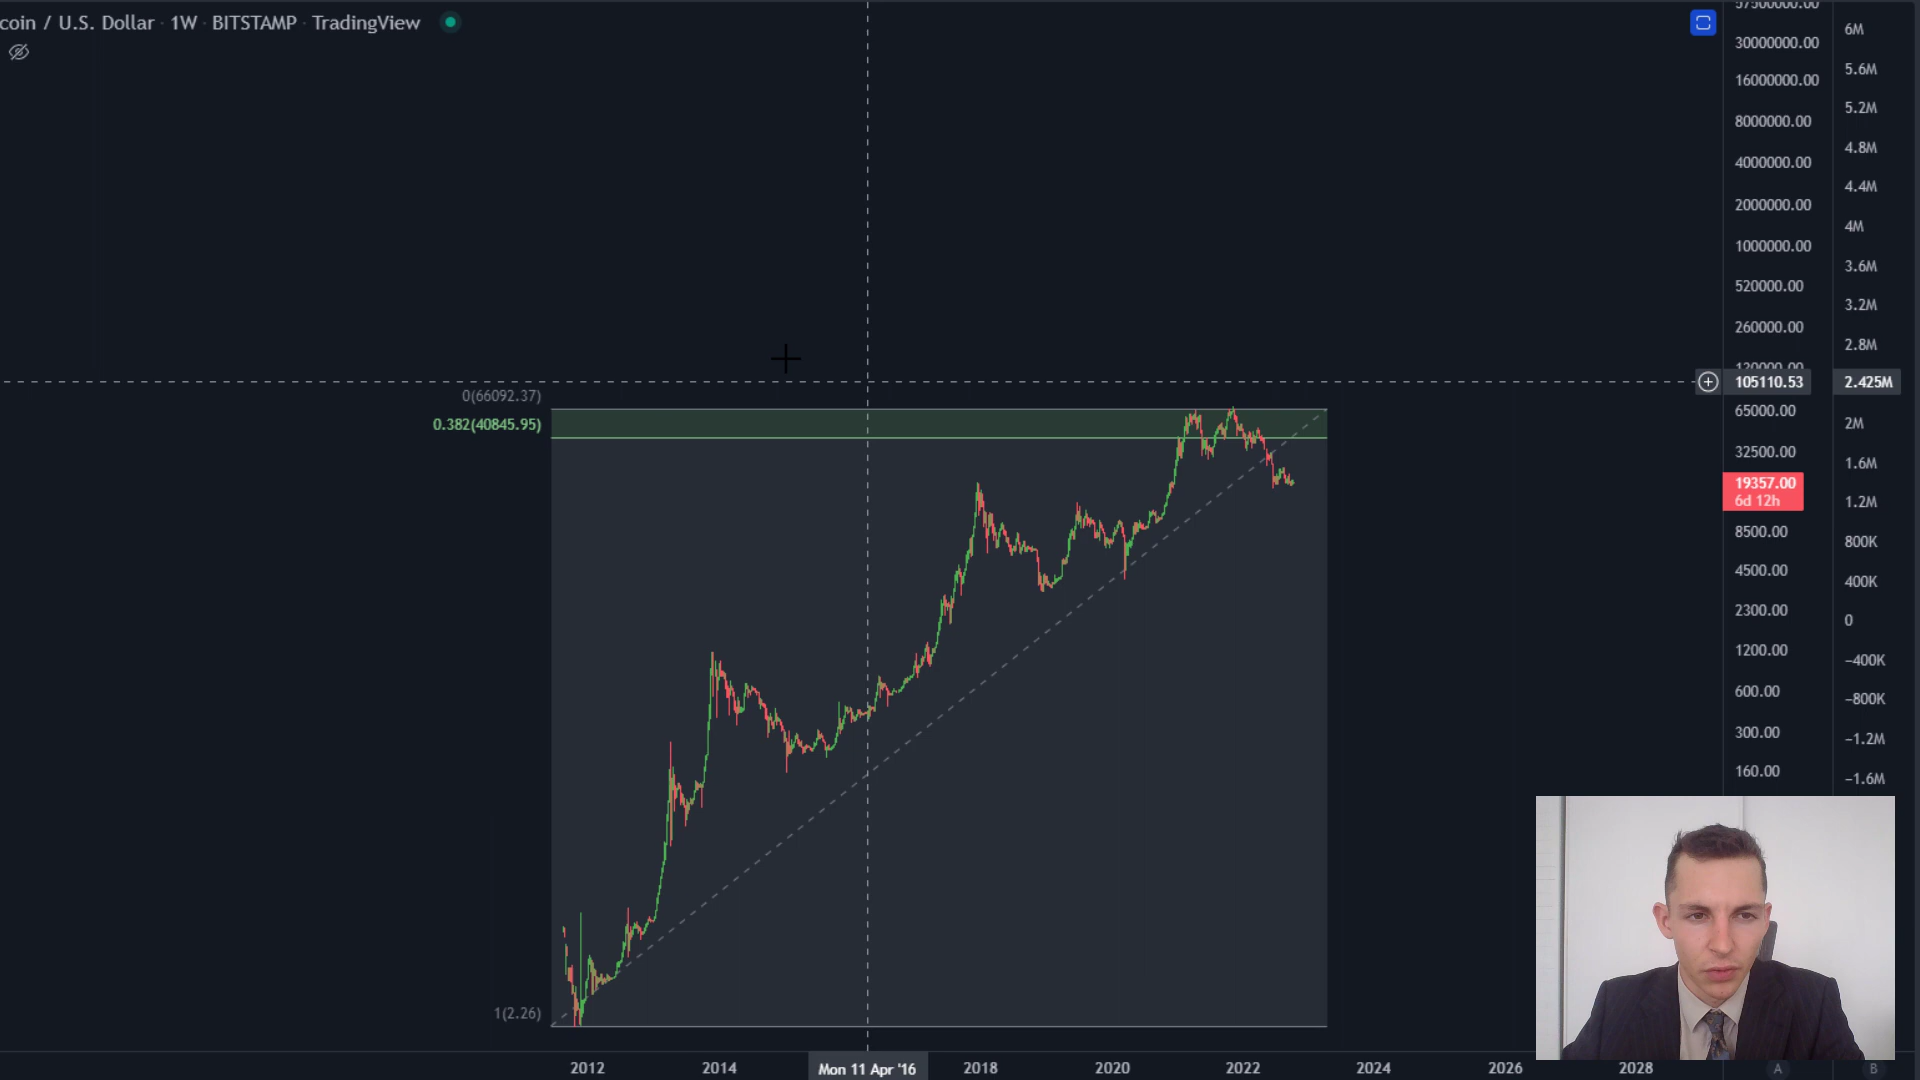 coin / U.S. Dollar · 1W · BITSTAMP · TradingView
30000000.00
16000000.00
8000000.00
4000000.00
2000000.00
1000000.00
520000.00
260000.00
105110.53
65000.00
32500.00
19357.00
6d 12h
8500.00
4500.00
2300.00
1200.00
600.00
300.00
160.00
6M
5.6M
5.2M
4.8M
4.4M
4M
3.6M
3.2M
2.8M
2.425M
2M
1.6M
1.2M
800K
400K
0
−400K
−800K
−1.2M
−1.6M
0(66092.37)
0.382(40845.95)
1(2.26)
2012
2014
Mon 11 Apr '16
2018
2020
2022
2024
2026
2028
A
B